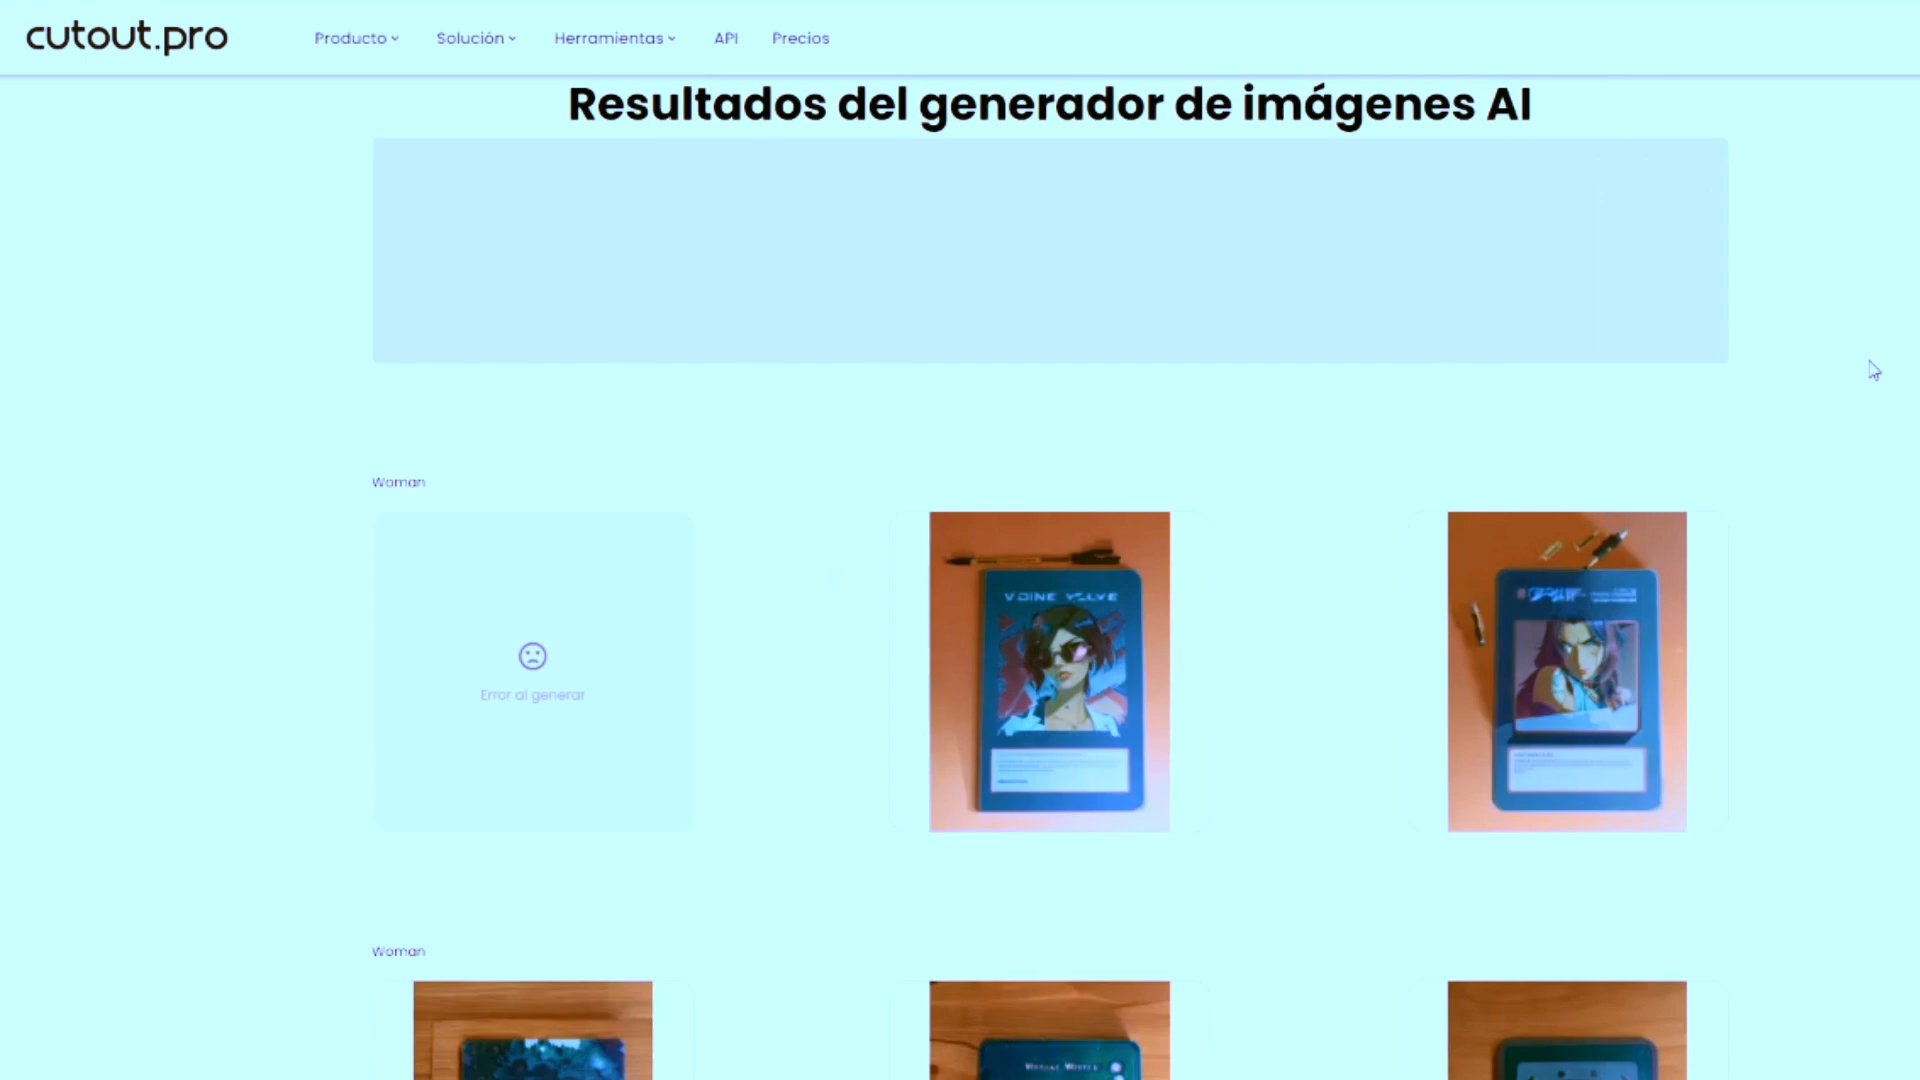 cutout.pro
Producto
Solución
Herramientas
API
Precios
Resultados del generador de imágenes AI
Woman
Error al generar
Woman